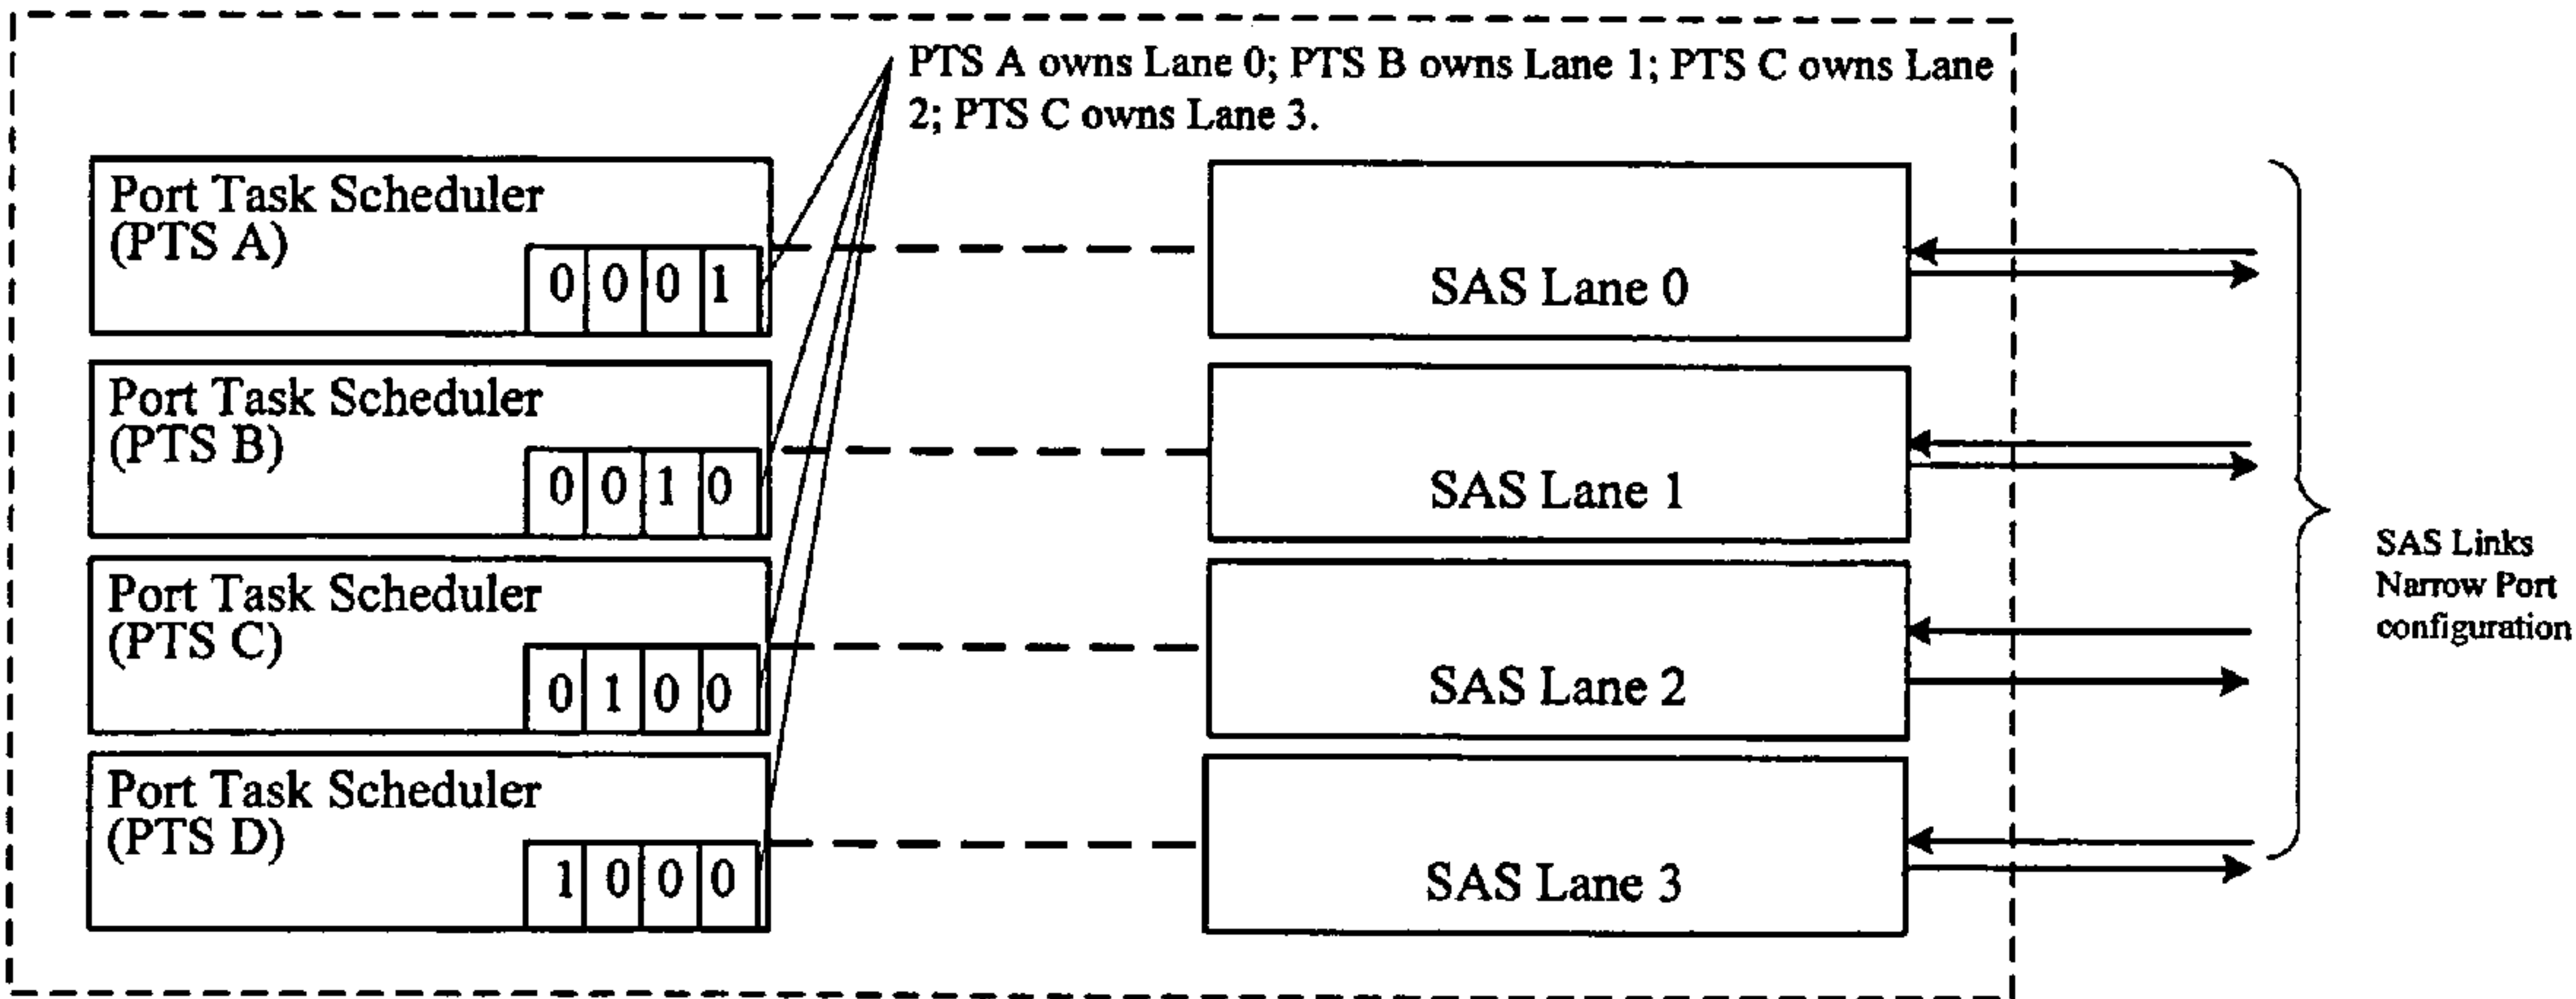 PTS A owns Lane 0; PTS B owns Lane 1; PTS C owns Lane
2; PTS C owns Lane 3.
Port Task Scheduler
(PTS A)
0 0 0 1
SAS Lane 0
Port Task Scheduler
(PTS B)
0 0 1 0
SAS Lane 1
Port Task Scheduler
(PTS C)
0 1 0 0
SAS Lane 2
Port Task Scheduler
(PTS D)
1 0 0 0
SAS Lane 3
SAS Links
Narrow Port
configuration